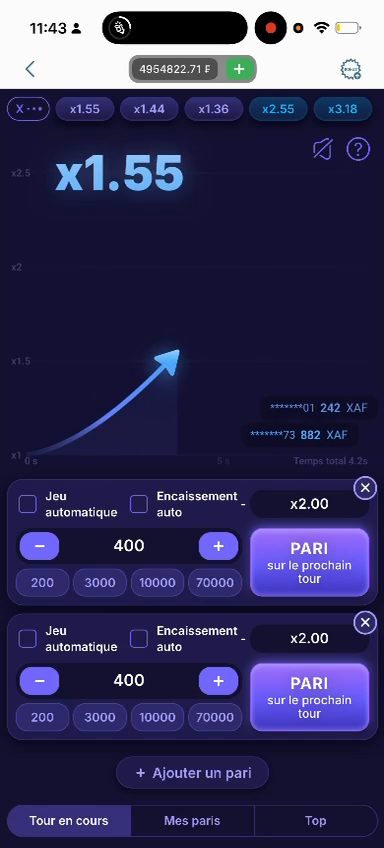 11:43
4954822.71 ₣ +
X
x1.55
x1.44
x1.36
x2.55
x3.18
x1.55
?
x2.5
x2
x1.5
x1
0 s
5 s
Temps total 4.2s
*******01 242 XAF
*******73 882 XAF
Jeu automatique
Encaissement auto
-
x2.00
−
400
+
200
3000
10000
70000
PARI
sur le prochain
tour
Jeu automatique
Encaissement auto
-
x2.00
−
400
+
200
3000
10000
70000
PARI
sur le prochain
tour
+ Ajouter un pari
Tour en cours
Mes paris
Top